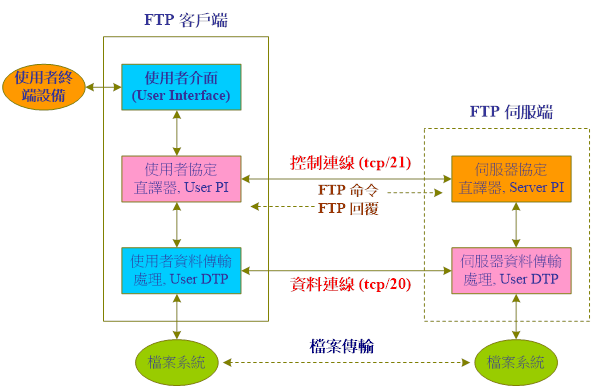 FTP 客戶端
使用者終
端設備
使用者介面
(User Interface)
FTP 伺服端
控制連線 (tcp/21)
使用者協定
直譯器, User PI
FTP 命令
FTP 回覆
伺服器協定
直譯器, Server PI
使用者資料傳輸
處理, User DTP
資料連線 (tcp/20)
伺服器資料傳輸
處理, User DTP
檔案系統
檔案傳輸
檔案系統